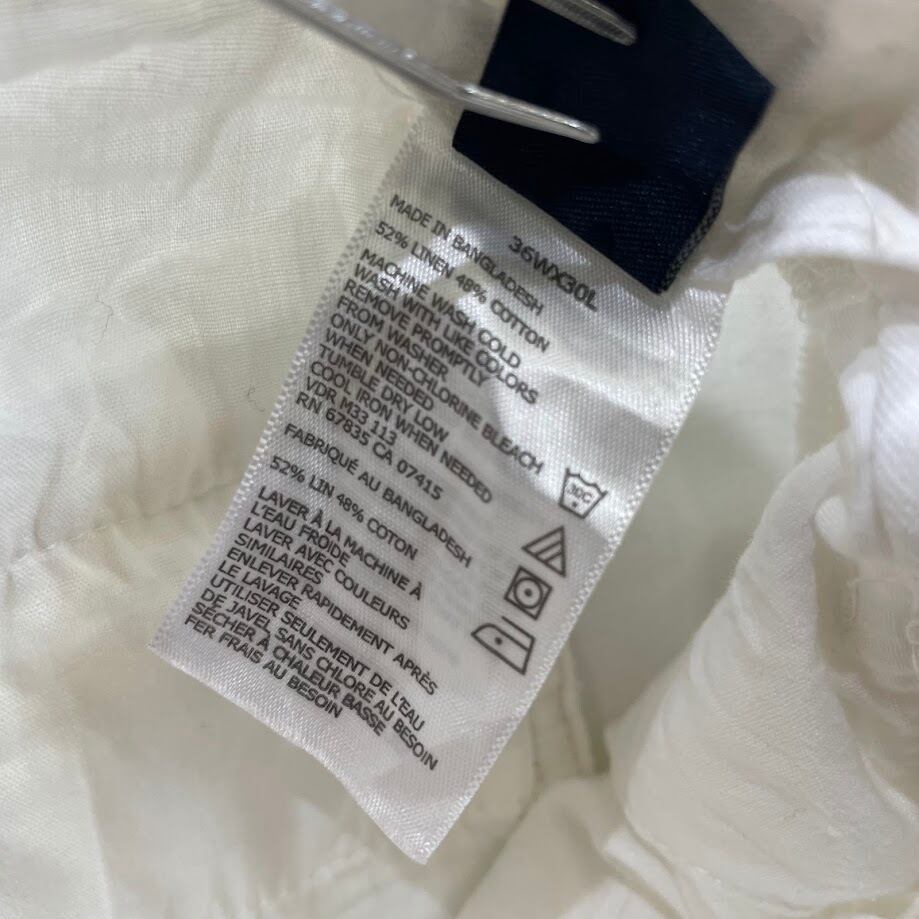 36WX30L
MADE IN BANGLADESH
52% LINEN 48% COTTON
MACHINE WASH COLD
WASH WITH LIKE COLORS
REMOVE PROMPTLY
FROM WASHER
ONLY NON-CHLORINE BLEACH
WHEN NEEDED
TUMBLE DRY LOW
COOL IRON WHEN NEEDED
VDR M33 113
RN 67835 CA 07415
FABRIQUÉ AU BANGLADESH
52% LIN 48% COTON
LAVER À LA MACHINE À
L'EAU FROIDE
LAVER AVEC COULEURS
SIMILAIRES
ENLEVER RAPIDEMENT APRÈS
LE LAVAGE
UTILISER SEULEMENT DE L'EAU
DE JAVEL SANS CHLORE AU BESOIN
SÉCHER À CHALEUR BASSE
FER FRAIS AU BESOIN
30C